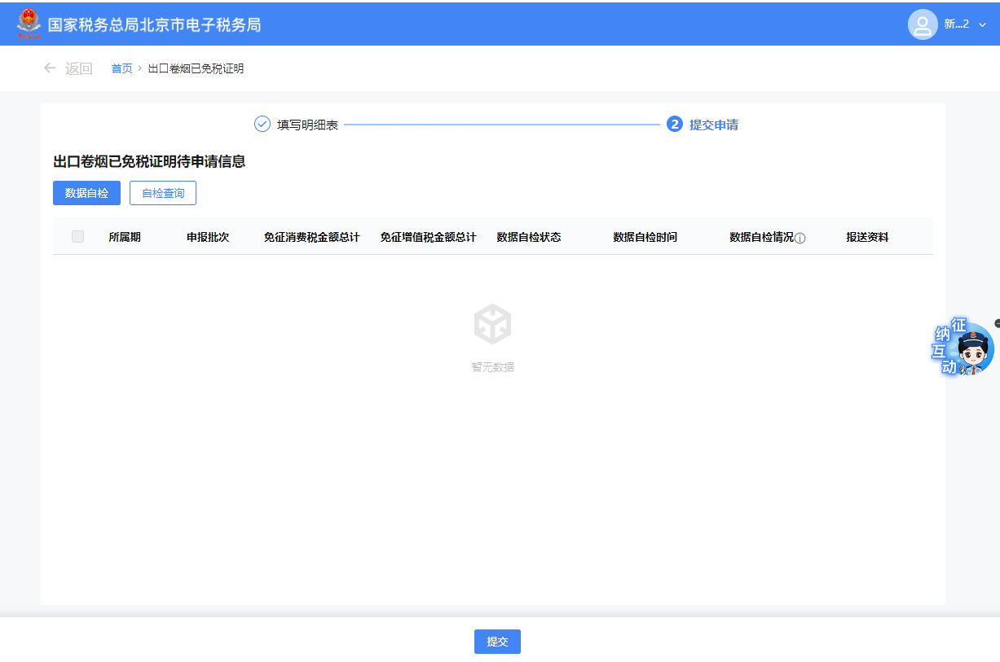 国家税务总局北京市电子税务局
新...2
返回 首页 › 出口卷烟已免税证明
填写明细表
2 提交申请
出口卷烟已免税证明待申请信息
数据自检 自检查询
所属期 申报批次 免征消费税金额总计 免征增值税金额总计 数据自检状态 数据自检时间 数据自检情况 报送资料
暂无数据
征纳互动
提交